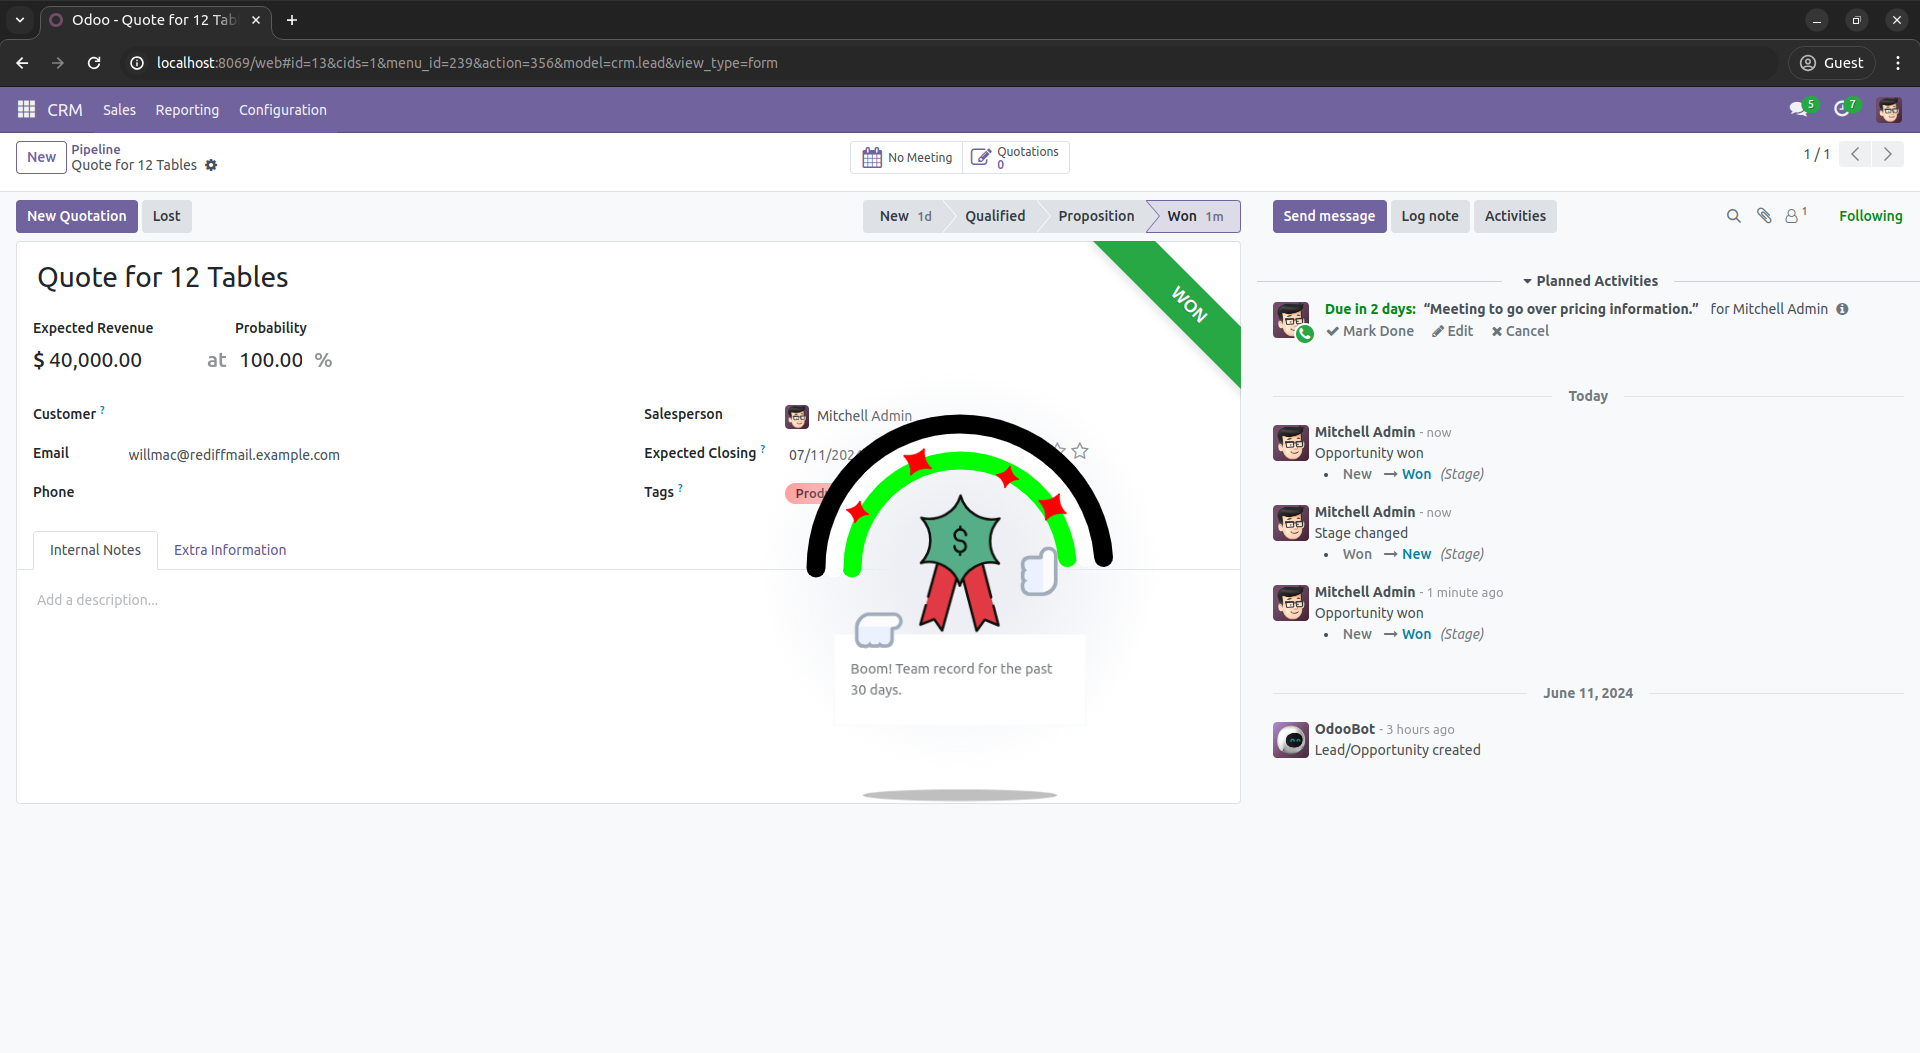 Odoo - Quote for 12 Tab
localhost:8069/web#id=13&cids=1&menu_id=239&action=356&model=crm.lead&view_type=form
Guest
CRM
Sales
Reporting
Configuration
5
7
New
Pipeline
Quote for 12 Tables
No Meeting
Quotations
0
1 / 1
New Quotation
Lost
New 1d
Qualified
Proposition
Won 1m
Send message
Log note
Activities
1
Following
Quote for 12 Tables
WON
Expected Revenue
Probability
$ 40,000.00
at 100.00 %
Customer ?
Email
willmac@rediffmail.example.com
Phone
Salesperson
Mitchell Admin
Expected Closing ?
07/11/202
Tags ?
Prod
Internal Notes
Extra Information
Add a description...
$
Boom! Team record for the past
30 days.
Planned Activities
Due in 2 days: “Meeting to go over pricing information.” for Mitchell Admin
Mark Done
Edit
Cancel
Today
Mitchell Admin - now
Opportunity won
• New → Won (Stage)
Mitchell Admin - now
Stage changed
• Won → New (Stage)
Mitchell Admin - 1 minute ago
Opportunity won
• New → Won (Stage)
June 11, 2024
OdooBot - 3 hours ago
Lead/Opportunity created